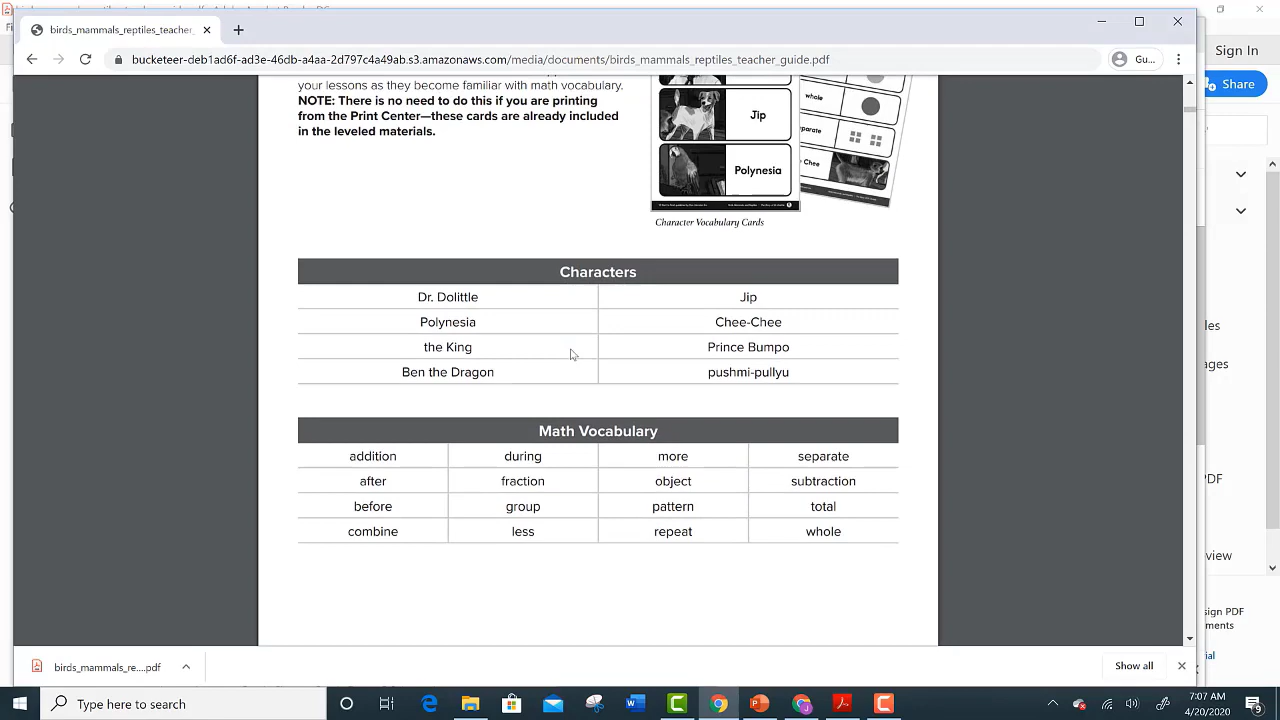 birds_mammals_reptiles_teacher_
Sign In
bucketeer-deb1ad6f-ad3e-46db-a4aa-2d797c4a49ab.s3.amazonaws.com/media/documents/birds_mammals_reptiles_teacher_guide.pdf
Gu...
Share
your lessons as they become familiar with math vocabulary.
NOTE: There is no need to do this if you are printing
from the Print Center—these cards are already included
in the leveled materials.
whole
Jip
parate
Chee
Polynesia
Character Vocabulary Cards
Characters
Dr. Dolittle Jip
Polynesia Chee-Chee
the King Prince Bumpo
Ben the Dragon pushmi-pullyu
Math Vocabulary
addition during more separate
after fraction object subtraction
before group pattern total
combine less repeat whole
les
ages
PDF
view
sign PDF
ments
ial
birds_mammals_re....pdf
Show all
Type here to search
7:07 AM
4/20/2020